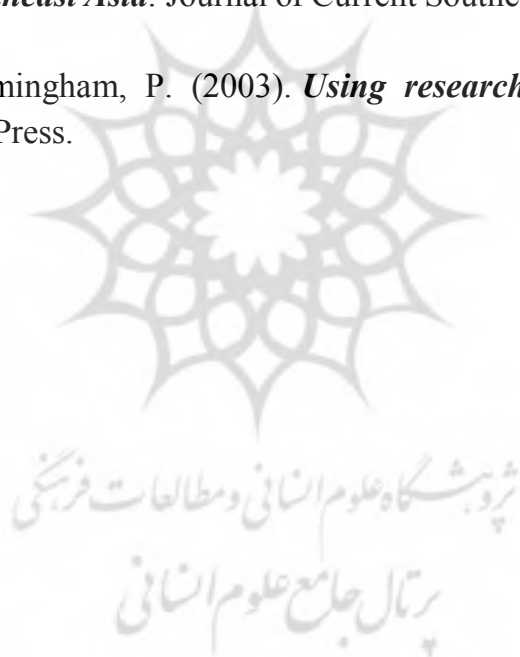 neast Asia. Journal of Current Southe
mingham, P. (2003). Using research
Press.
پژوهشگاه علوم انسانی و مطالعات فرهنگی
پرتال جامع علوم انسانی